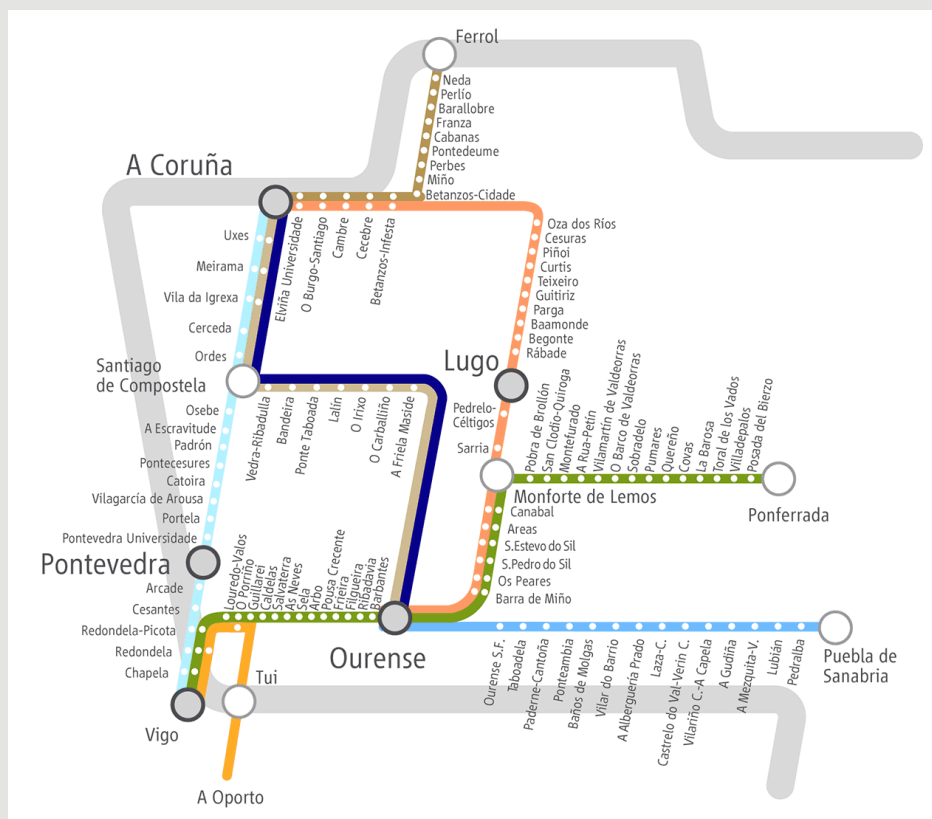 Ferrol
Neda
Perlío
Barallobre
Franza
Cabanas
Pontedeume
Perbes
Miño
Betanzos-Cidade
A Coruña
Elviña Universidade
O Burgo-Santiago
Cambre
Cecebre
Betanzos-Infesta
Oza dos Ríos
Cesuras
Piñoi
Curtis
Teixeiro
Guitiriz
Parga
Baamonde
Begonte
Rábade
Lugo
Pedrelo-
Céltigos
Sarria
Uxes
Meirama
Vila da Igrexa
Cerceda
Ordes
Santiago
de Compostela
Vedra-Ribadulla
Bandeira
Ponte Taboada
Lalín
O Irixo
O Carballiño
A Friela Maside
Osebe
A Escravitude
Padrón
Pontecesures
Catoira
Vilagarcía de Arousa
Portela
Pontevedra Universidade
Pontevedra
Arcade
Cesantes
Redondela-Picota
Redondela
Chapela
Vigo
Louredo-Valos
O Porriño
Guillarei
Caldelas
Salvaterra
As Neves
Sela
Arbo
Pousa Crecente
Frieira
Filgueira
Ribadavia
Barbantes
Ourense
Tui
A Oporto
Pobra de Brollón
San Clodio-Quiroga
Montefurado
A Rua-Petín
Vilamartín de Valdeorras
O Barco de Valdeorras
Sobradelo
Pumares
Quereño
Covas
La Barosa
Toral de los Vados
Villadepalos
Posada del Bierzo
Ponferrada
Monforte de Lemos
Canabal
Areas
S.Estevo do Sil
S.Pedro do Sil
Os Peares
Barra de Miño
Ourense S.F.
Taboadela
Paderne-Cantoña
Ponteambia
Baños de Molgas
Vilar do Barrio
A Alberguería Prado
Laza-C.
Castrelo do Val-Verín C.
Vilariño C.-A Capela
A Gudiña
A Mezquita-V.
Lubián
Pedralba
Puebla de
Sanabria